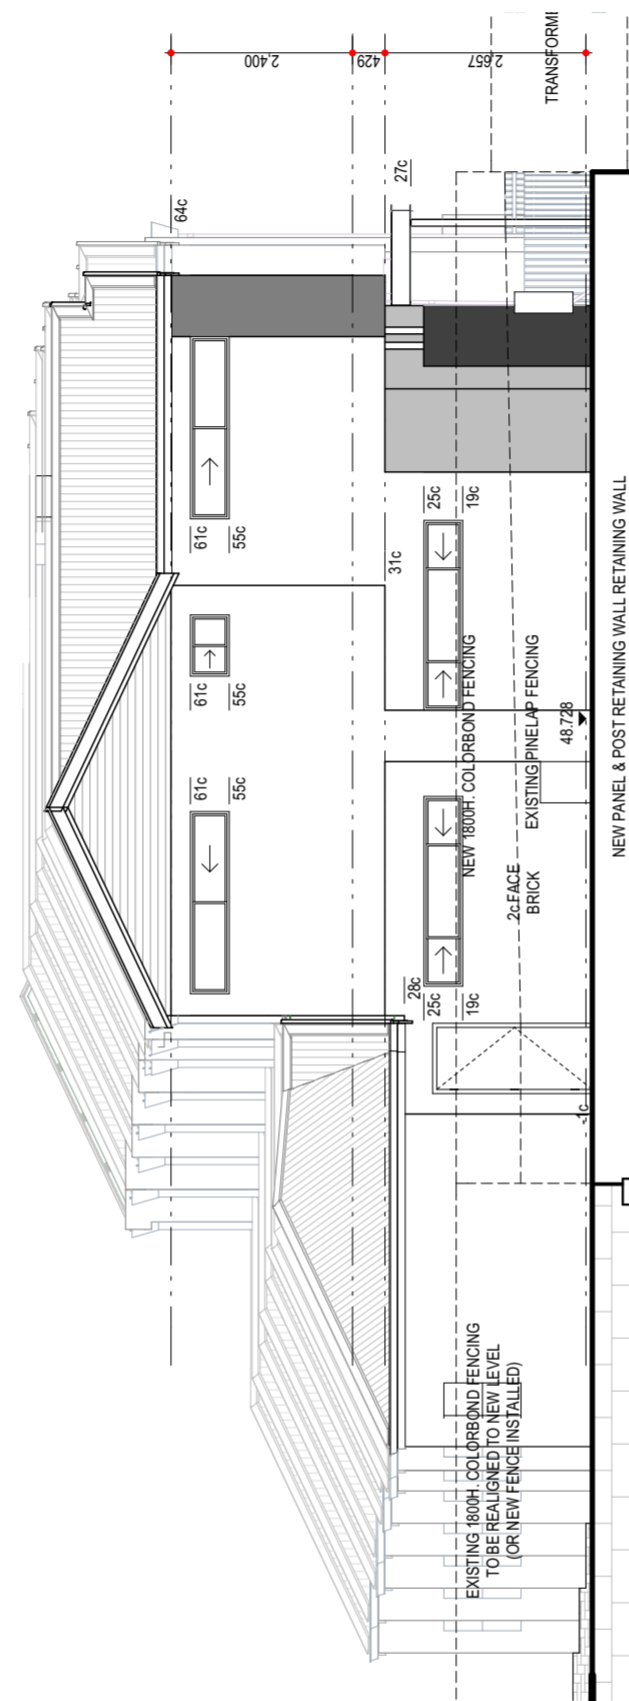 2,400
429
2,657
TRANSFORME
64c
27c
61c
55c
25c
19c
31c
61c
55c
NEW 1800H. COLORBOND FENCING
EXISTING PINELAP FENCING
48.728
NEW PANEL & POST RETAINING WALL RETAINING WALL
61c
55c
2c.FACE
BRICK
28c
25c
19c
-1c
EXISTING 1800H. COLORBOND FENCING
TO BE REALIGNED TO NEW LEVEL
(OR NEW FENCE INSTALLED)